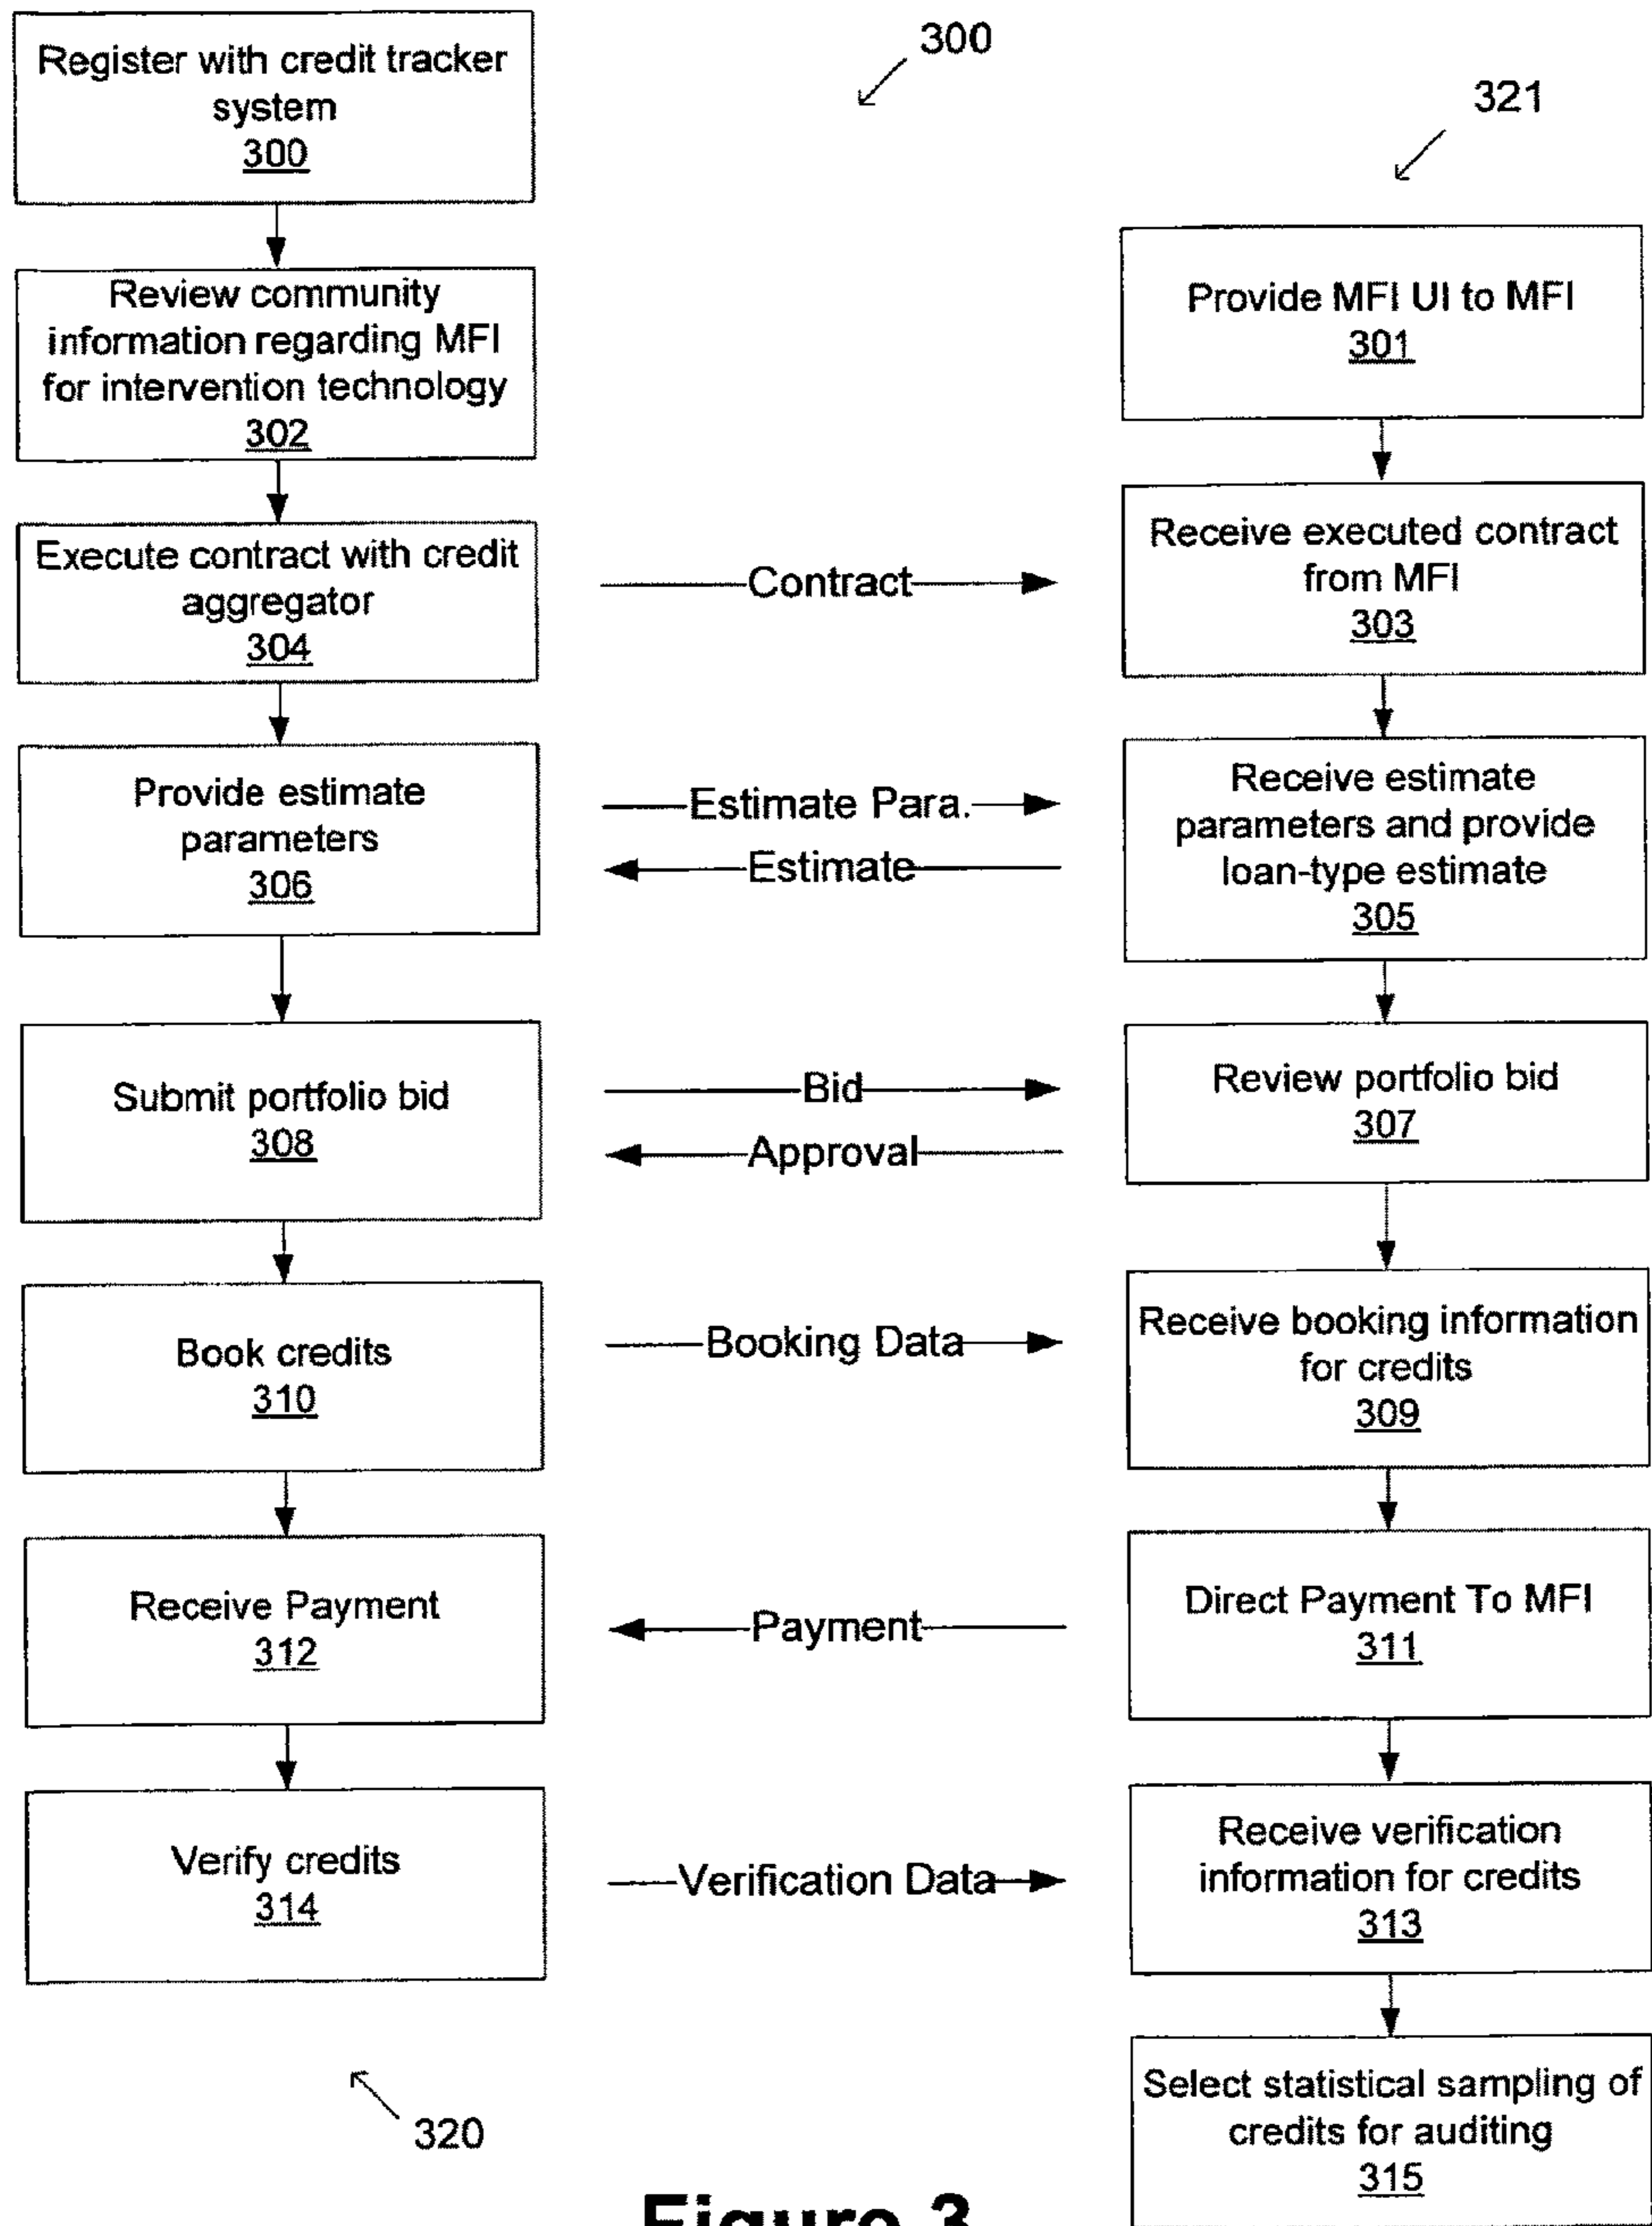 300
321
Register with credit tracker
system
300
Review community
information regarding MFI
for intervention technology
302
Execute contract with credit
aggregator
304
Provide estimate
parameters
306
Submit portfolio bid
308
Book credits
310
Receive Payment
312
Verify credits
314
320
Contract
Estimate Para.
Estimate
Bid
Approval
Booking Data
Payment
Verification Data
Provide MFI UI to MFI
301
Receive executed contract
from MFI
303
Receive estimate
parameters and provide
loan-type estimate
305
Review portfolio bid
307
Receive booking information
for credits
309
Direct Payment To MFI
311
Receive verification
information for credits
313
Select statistical sampling of
credits for auditing
315
Figure 3